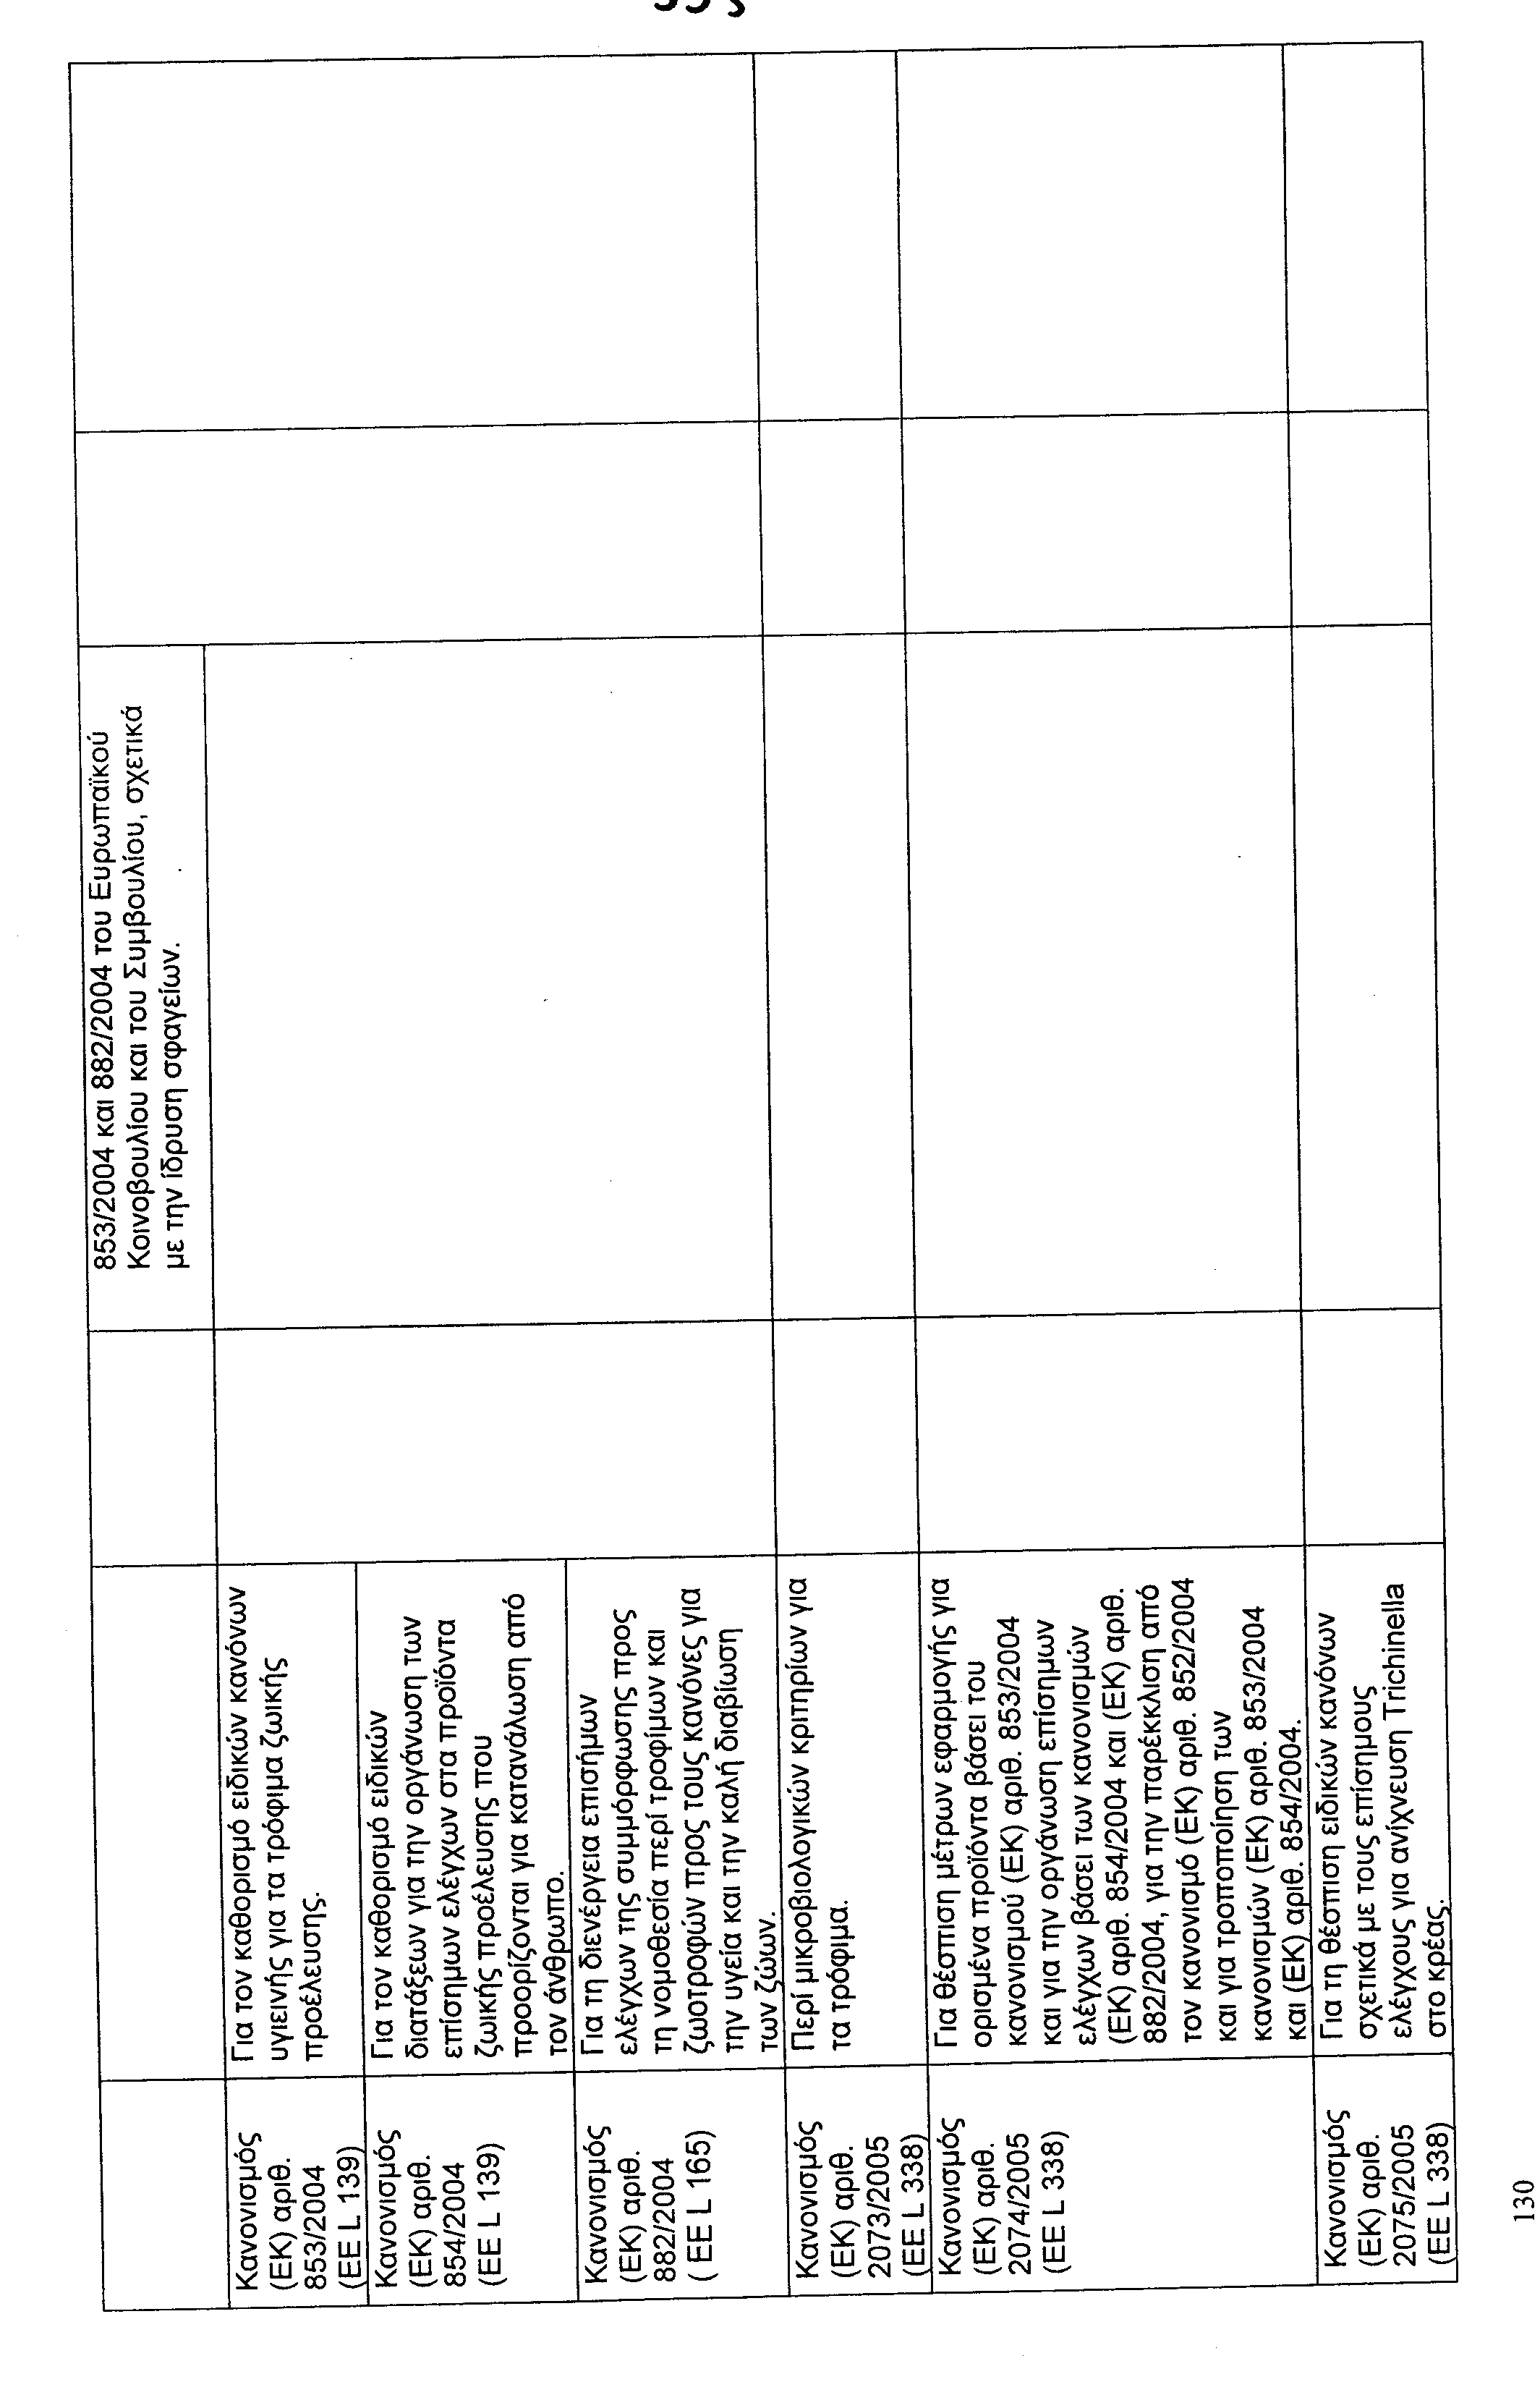 853/2004 και 882/2004 του Ευρωπαϊκού
Κοινοβουλίου και του Συμβουλίου, σχετικά
με την ίδρυση σφαγείων.
Κανονισμός
(ΕΚ) αριθ.
853/2004
(ΕΕ L 139)
Για τον καθορισμό ειδικών κανόνων
υγιεινής για τα τρόφιμα ζωικής
προέλευσης.
Κανονισμός
(ΕΚ) αριθ.
854/2004
(ΕΕ L 139)
Για τον καθορισμό ειδικών
διατάξεων για την οργάνωση των
επίσημων ελέγχων στα προϊόντα
ζωικής προέλευσης που
προορίζονται για κατανάλωση από
τον άνθρωπο.
Κανονισμός
(ΕΚ) αριθ.
882/2004
( ΕΕ L 165)
Για τη διενέργεια επισήμων
ελέγχων της συμμόρφωσης προς
τη νομοθεσία περί τροφίμων και
ζωοτροφών προς τους κανόνες για
την υγεία και την καλή διαβίωση
των ζώων.
Κανονισμός
(ΕΚ) αριθ.
2073/2005
(ΕΕ L 338)
Περί μικροβιολογικών κριτηρίων για
τα τρόφιμα.
Κανονισμός
(ΕΚ) αριθ.
2074/2005
(ΕΕ L 338)
Για θέσπιση μέτρων εφαρμογής για
ορισμένα προϊόντα βάσει του
κανονισμού (ΕΚ) αριθ. 853/2004
και για την οργάνωση επίσημων
ελέγχων βάσει των κανονισμών
(ΕΚ) αριθ. 854/2004 και (ΕΚ) αριθ.
882/2004, για την παρέκκλιση από
τον κανονισμό (ΕΚ) αριθ. 852/2004
και για τροποποίηση των
κανονισμών (ΕΚ) αριθ. 853/2004
και (ΕΚ) αριθ. 854/2004.
Κανονισμός
(ΕΚ) αριθ.
2075/2005
(ΕΕ L 338)
Για τη θέσπιση ειδικών κανόνων
σχετικά με τους επίσημους
ελέγχους για ανίχνευση Trichinella
στο κρέας.
130